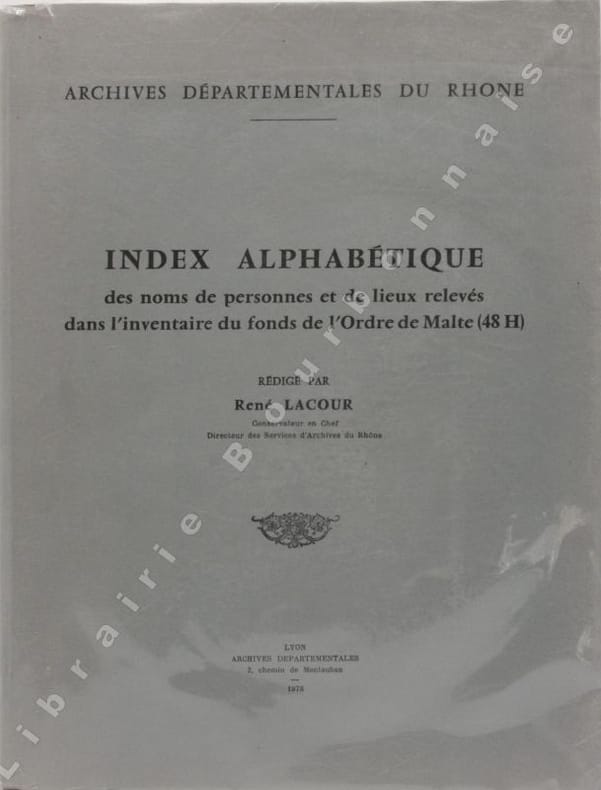 ARCHIVES DÉPARTEMENTALES DU RHONE
INDEX ALPHABÉTIQUE
des noms de personnes et de lieux relevés
dans l'inventaire du fonds de l'Ordre de Malte (48 H)
RÉDIGÉ PAR
René LACOUR
Conservateur en Chef
Directeur des Services d'Archives du Rhône
LYON
ARCHIVES DEPARTEMENTALES
2, chemin de Montauban
Librairie Bourbonnaise